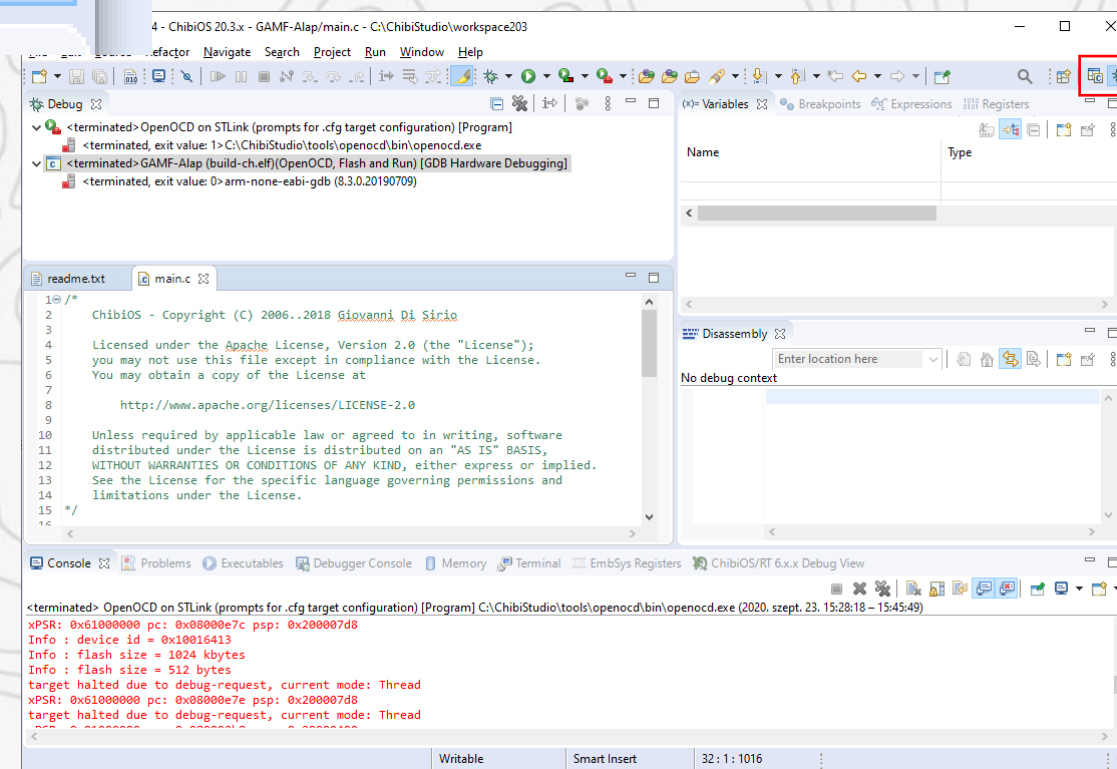 4 - ChibiOS 20.3.x - GAMF-Alap/main.c - C:\ChibiStudio\workspace203
Refactor Navigate Search Project Run Window Help
Debug
(x)= Variables Breakpoints Expressions Registers
<terminated>OpenOCD on STLink (prompts for .cfg target configuration) [Program]
<terminated, exit value: 1>C:\ChibiStudio\tools\openocd\bin\openocd.exe
<terminated>GAMF-Alap (build-ch.elf)(OpenOCD, Flash and Run) [GDB Hardware Debugging]
<terminated, exit value: 0>arm-none-eabi-gdb (8.3.0.20190709)
Name Type
readme.txt main.c
1 /*
2 ChibiOS - Copyright (C) 2006..2018 Giovanni Di Sirio
3
4 Licensed under the Apache License, Version 2.0 (the "License");
5 you may not use this file except in compliance with the License.
6 You may obtain a copy of the License at
7
8 http://www.apache.org/licenses/LICENSE-2.0
9
10 Unless required by applicable law or agreed to in writing, software
11 distributed under the License is distributed on an "AS IS" BASIS,
12 WITHOUT WARRANTIES OR CONDITIONS OF ANY KIND, either express or implied.
13 See the License for the specific language governing permissions and
14 limitations under the License.
15 */
16
Disassembly
Enter location here
No debug context
Console Problems Executables Debugger Console Memory Terminal EmbSys Registers ChibiOS/RT 6.x.x Debug View
<terminated> OpenOCD on STLink (prompts for .cfg target configuration) [Program] C:\ChibiStudio\tools\openocd\bin\openocd.exe (2020. szept. 23. 15:28:18 – 15:45:49)
xPSR: 0x61000000 pc: 0x08000e7c psp: 0x200007d8
Info : device id = 0x10016413
Info : flash size = 1024 kbytes
Info : flash size = 512 bytes
target halted due to debug-request, current mode: Thread
xPSR: 0x61000000 pc: 0x08000e7e psp: 0x200007d8
target halted due to debug-request, current mode: Thread
Writable Smart Insert 32 : 1 : 1016